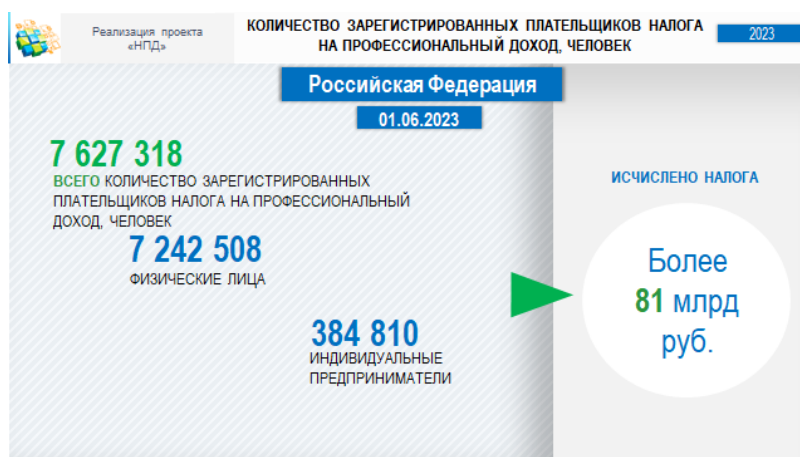 Реализация проекта
«НПД»
КОЛИЧЕСТВО ЗАРЕГИСТРИРОВАННЫХ ПЛАТЕЛЬЩИКОВ НАЛОГА
НА ПРОФЕССИОНАЛЬНЫЙ ДОХОД, ЧЕЛОВЕК
2023
Российская Федерация
01.06.2023
7 627 318
ВСЕГО КОЛИЧЕСТВО ЗАРЕГИСТРИРОВАННЫХ
ПЛАТЕЛЬЩИКОВ НАЛОГА НА ПРОФЕССИОНАЛЬНЫЙ
ДОХОД, ЧЕЛОВЕК
7 242 508
ФИЗИЧЕСКИЕ ЛИЦА
384 810
ИНДИВИДУАЛЬНЫЕ
ПРЕДПРИНИМАТЕЛИ
ИСЧИСЛЕНО НАЛОГА
Более
81 млрд
руб.